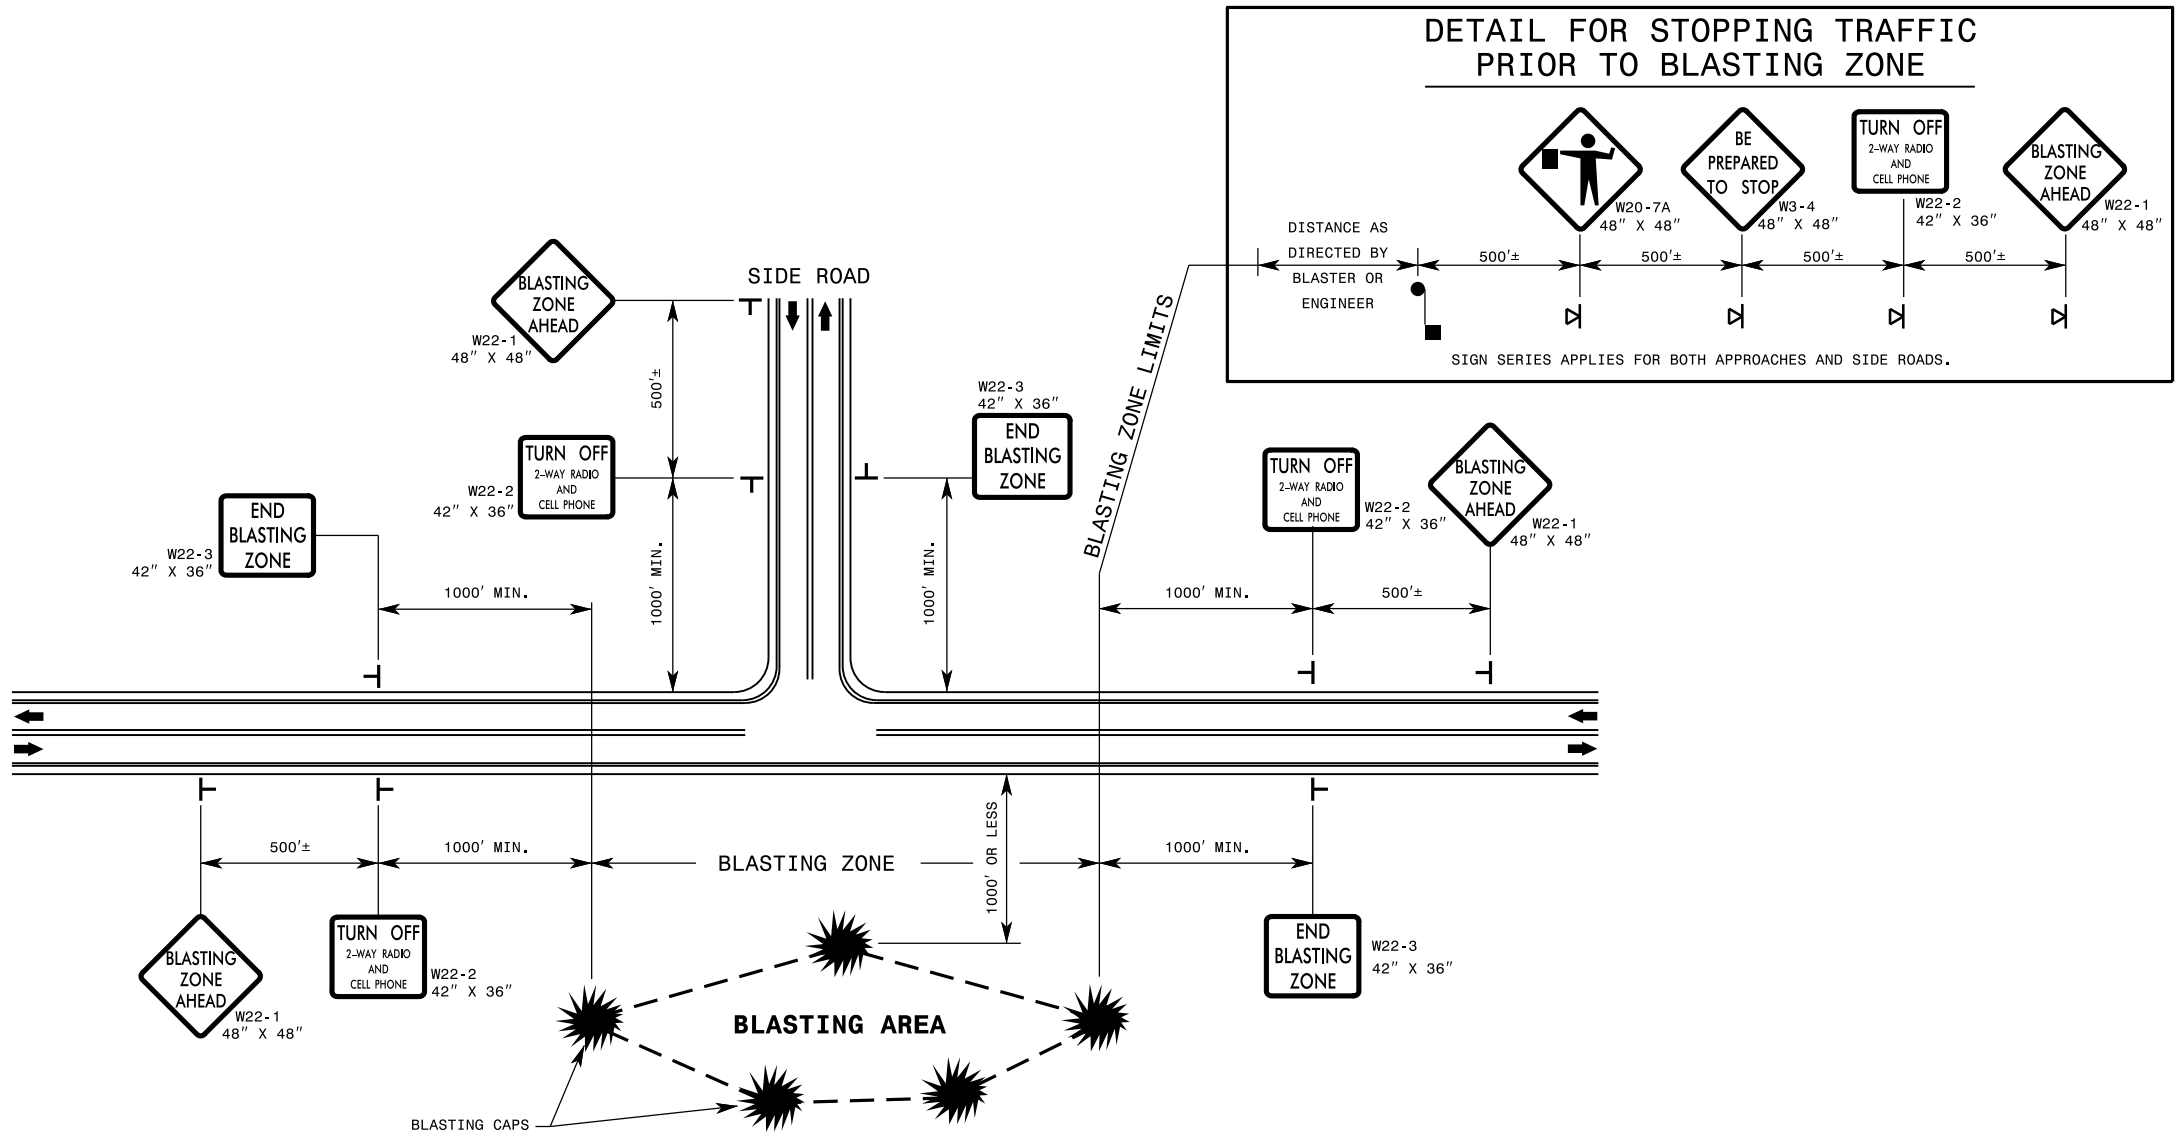 DETAIL FOR STOPPING TRAFFIC
PRIOR TO BLASTING ZONE
BE
PREPARED
TO STOP
TURN OFF
2-WAY RADIO
AND
CELL PHONE
BLASTING
ZONE
AHEAD
W20-7A
48" X 48"
W3-4
48" X 48"
W22-2
42" X 36"
W22-1
48" X 48"
DISTANCE AS
DIRECTED BY
BLASTER OR
ENGINEER
500'±
500'±
500'±
500'±
SIGN SERIES APPLIES FOR BOTH APPROACHES AND SIDE ROADS.
SIDE ROAD
BLASTING
ZONE
AHEAD
W22-1
48" X 48"
500'±
TURN OFF
2-WAY RADIO
AND
CELL PHONE
W22-2
42" X 36"
1000' MIN.
W22-3
42" X 36"
END
BLASTING
ZONE
1000' MIN.
BLASTING ZONE LIMITS
END
BLASTING
ZONE
W22-3
42" X 36"
1000' MIN.
TURN OFF
2-WAY RADIO
AND
CELL PHONE
W22-2
42" X 36"
BLASTING
ZONE
AHEAD
W22-1
48" X 48"
1000' MIN.
500'±
500'±
1000' MIN.
BLASTING ZONE
1000' OR LESS
1000' MIN.
BLASTING
ZONE
AHEAD
W22-1
48" X 48"
TURN OFF
2-WAY RADIO
AND
CELL PHONE
W22-2
42" X 36"
END
BLASTING
ZONE
W22-3
42" X 36"
BLASTING AREA
BLASTING CAPS